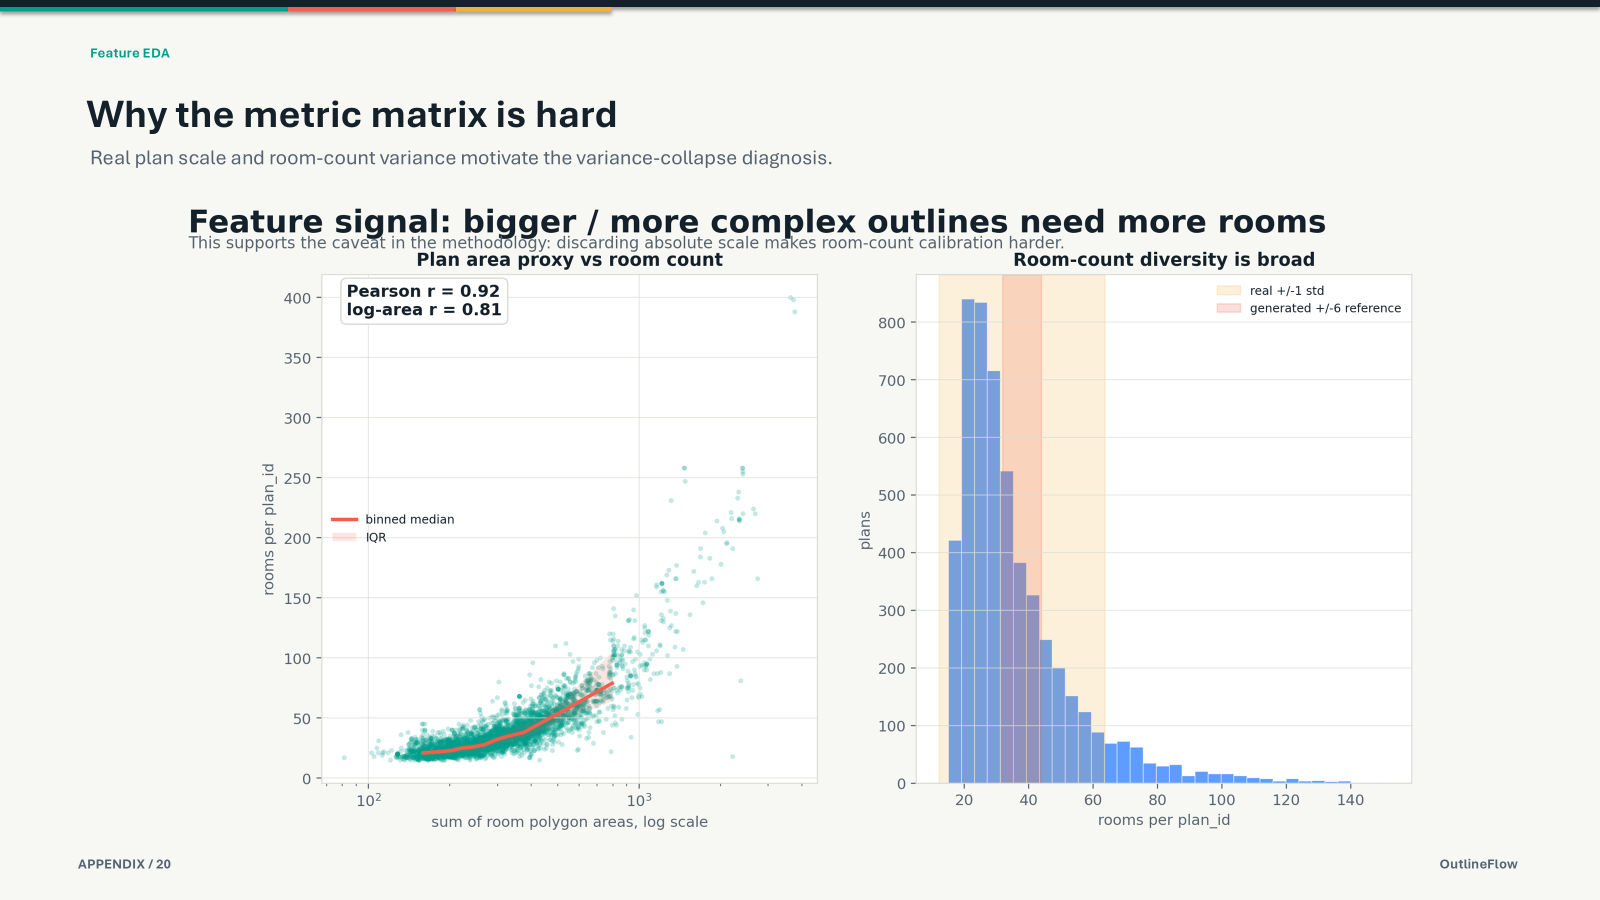 Feature EDA
Why the metric matrix is hard
Real plan scale and room-count variance motivate the variance-collapse diagnosis.
Feature signal: bigger / more complex outlines need more rooms
This supports the caveat in the methodology: discarding absolute scale makes room-count calibration harder.
Plan area proxy vs room count
Pearson r = 0.92
log-area r = 0.81
400
350
300
250
200
150
100
50
0
rooms per plan_id
binned median
IQR
10²
10³
sum of room polygon areas, log scale
Room-count diversity is broad
real +/-1 std
generated +/-6 reference
800
700
600
500
400
300
200
100
0
plans
20 40 60 80 100 120 140
rooms per plan_id
APPENDIX / 20
OutlineFlow